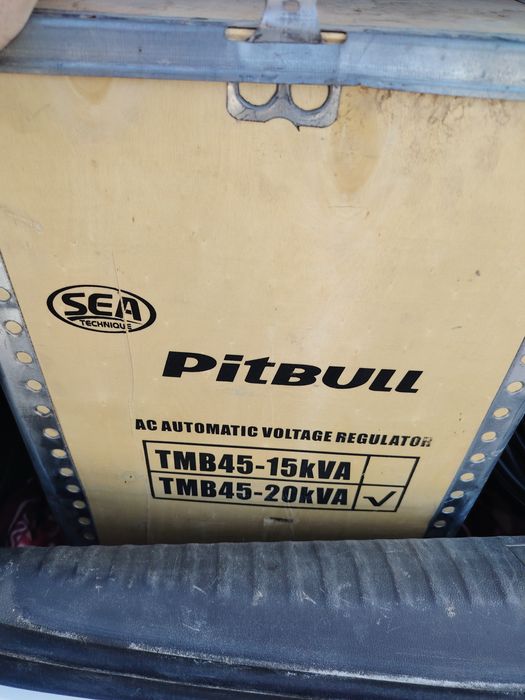 SEA
TECHNIQUE
PitBULL
AC AUTOMATIC VOLTAGE REGULATOR
TMB45-15kVA
TMB45-20kVA ✓